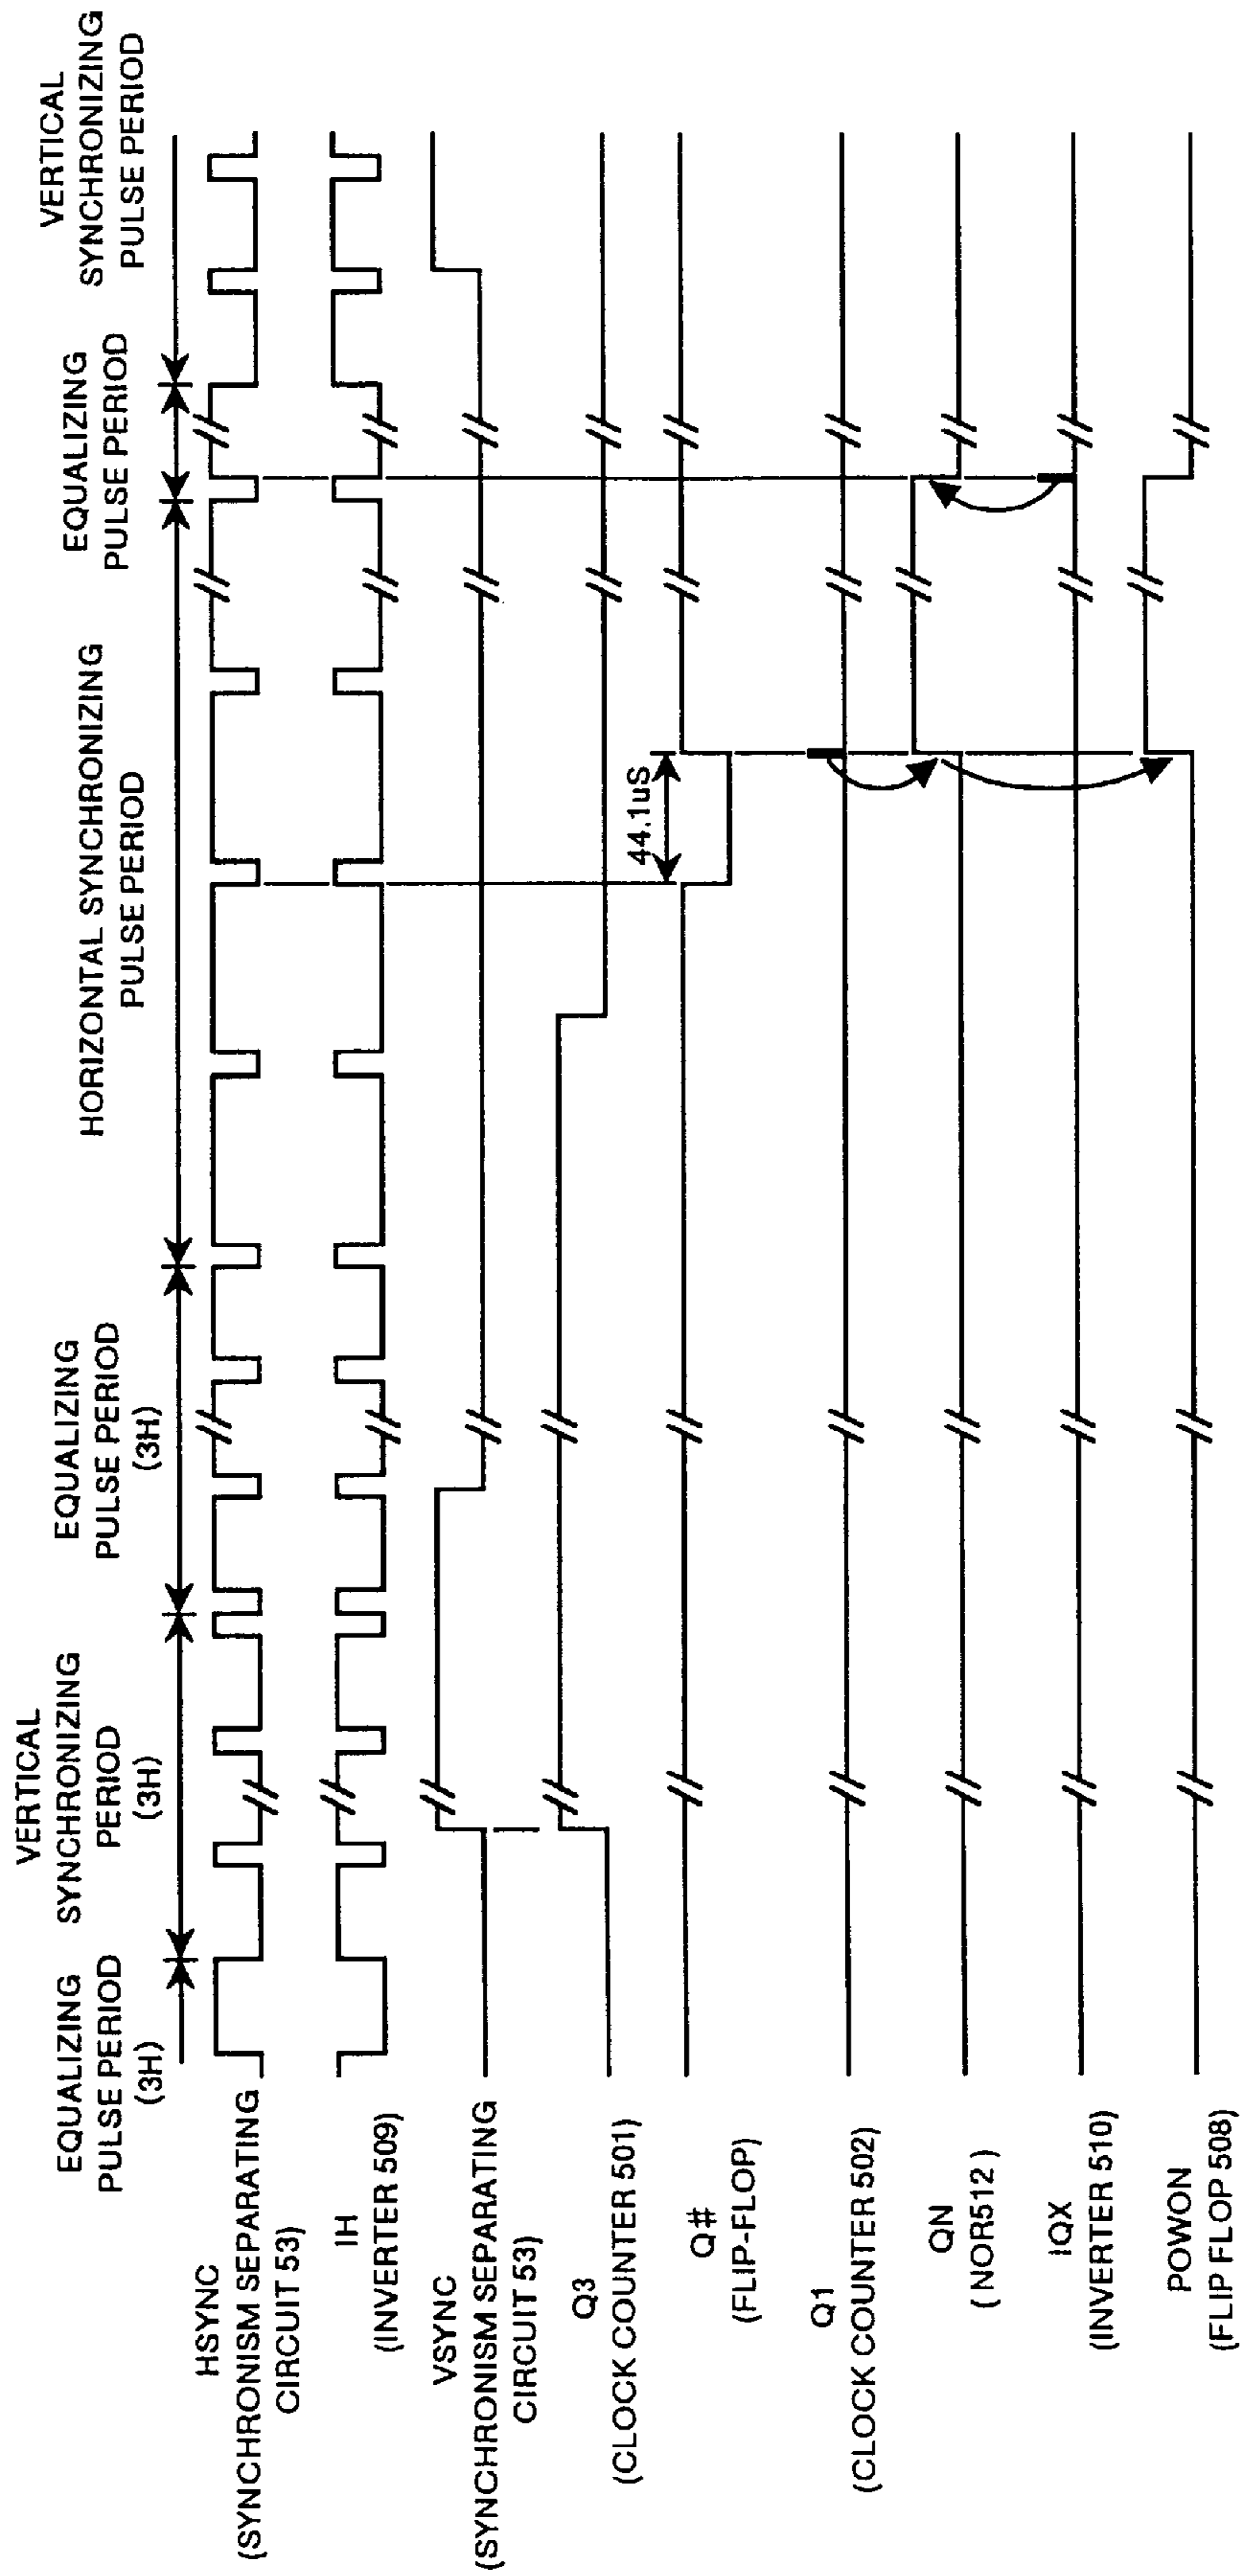 EQUALIZING
PULSE PERIOD
(3H)
VERTICAL
SYNCHRONIZING
PERIOD
(3H)
EQUALIZING
PULSE PERIOD
(3H)
HORIZONTAL SYNCHRONIZING
PULSE PERIOD
EQUALIZING
PULSE PERIOD
VERTICAL
SYNCHRONIZING
PULSE PERIOD
HSYNC
(SYNCHRONISM SEPARATING
CIRCUIT 53)
IH
(INVERTER 509)
VSYNC
(SYNCHRONISM SEPARATING
CIRCUIT 53)
Q3
(CLOCK COUNTER 501)
44.1uS
Q#
(FLIP-FLOP)
Q1
(CLOCK COUNTER 502)
QN
( NOR512 )
IQX
(INVERTER 510)
POWON
(FLIP FLOP 508)